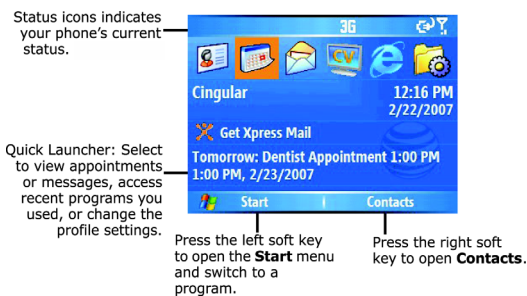 Status icons indicates
your phone's current
status.
3G
CV
Cingular
12:16 PM
2/22/2007
Get Xpress Mail
Quick Launcher: Select
to view appointments
or messages, access
recent programs you
used, or change the
profile settings.
Tomorrow: Dentist Appointment 1:00 PM
1:00 PM, 2/23/2007
Start
Contacts
Press the left soft key
to open the Start menu
and switch to a
program.
Press the right soft
key to open Contacts.